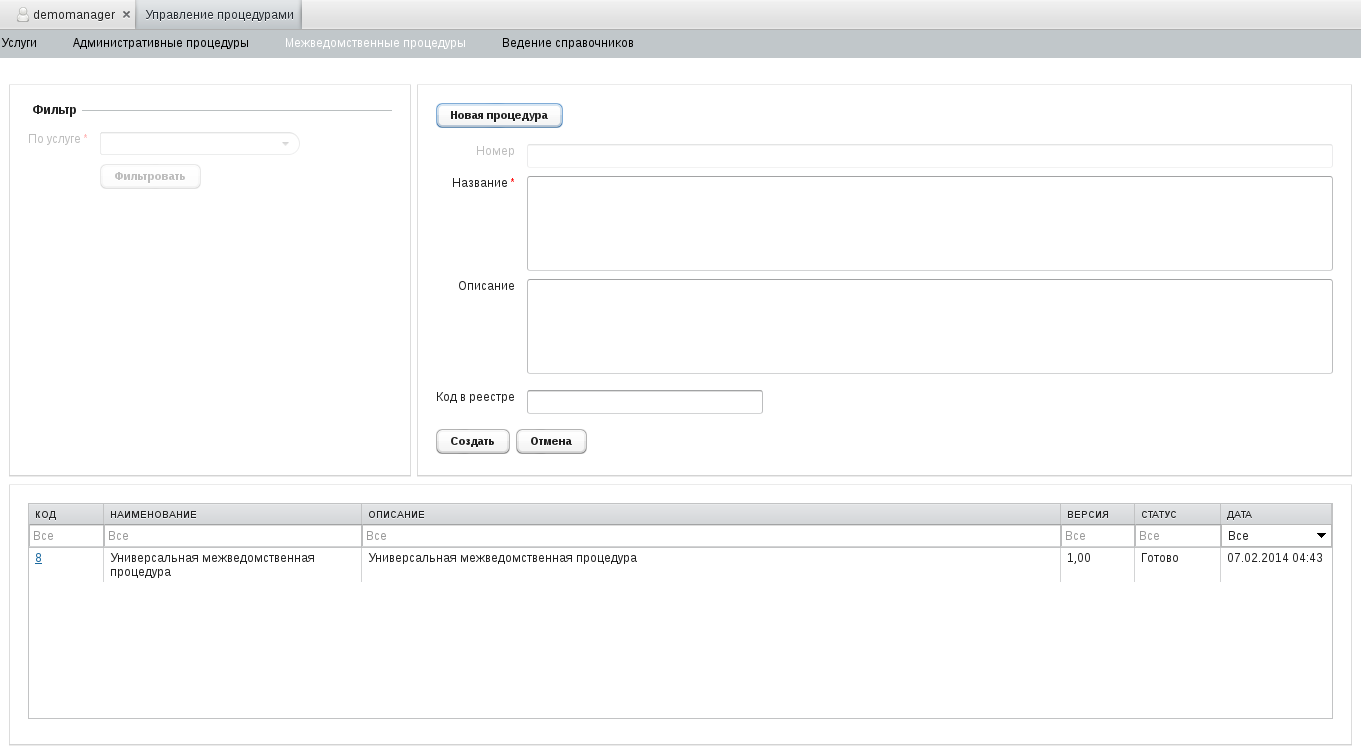 demomanager × Управление процедурами
Услуги Административные процедуры Межведомственные процедуры Ведение справочников
Фильтр
По услуге *
Фильтровать
Новая процедура
Номер
Название *
Описание
Код в реестре
Создать Отмена
КОД НАИМЕНОВАНИЕ ОПИСАНИЕ ВЕРСИЯ СТАТУС ДАТА
Все Все Все Все Все Все
8 Универсальная межведомственная Универсальная межведомственная процедура 1,00 Готово 07.02.2014 04:43
процедура